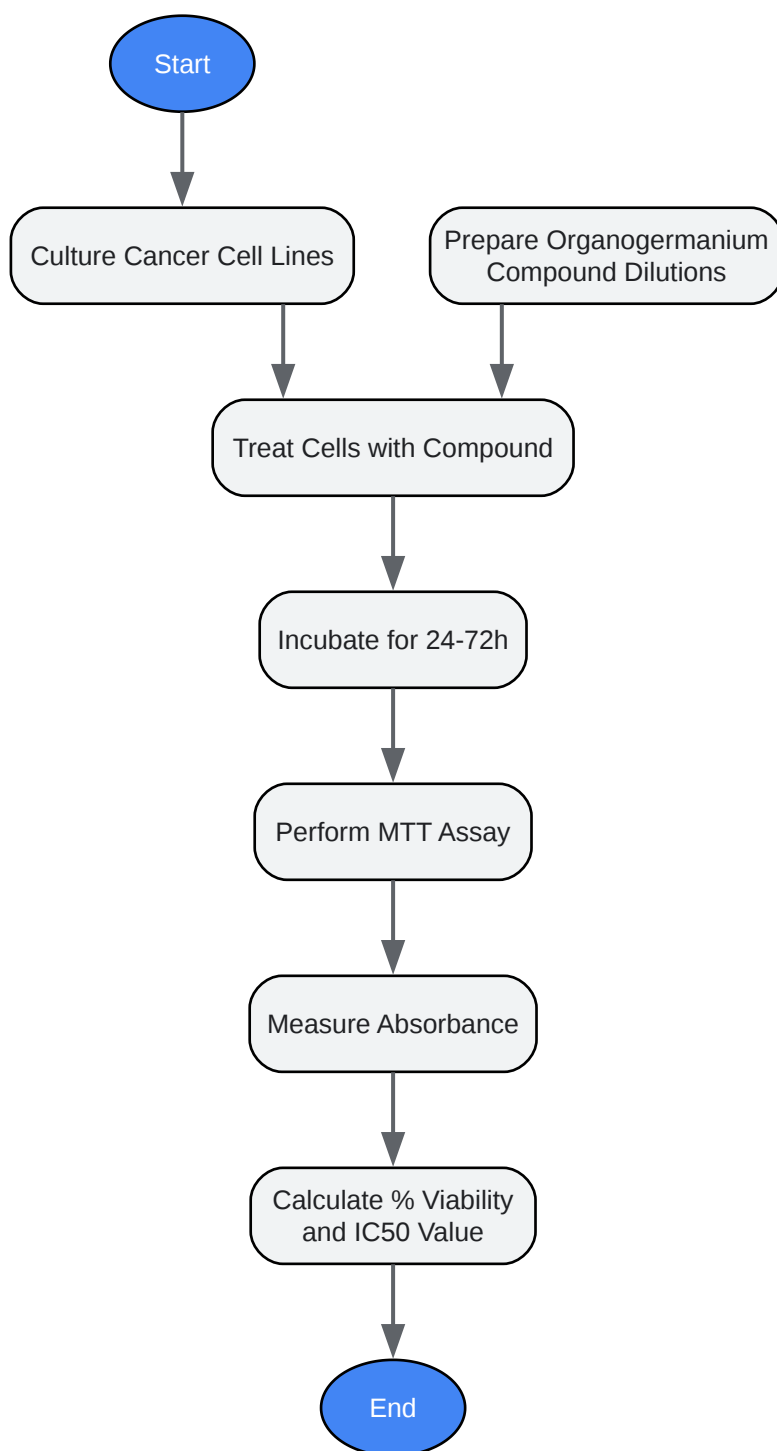 Start
Culture Cancer Cell Lines
Prepare Organogermanium
Compound Dilutions
Treat Cells with Compound
Incubate for 24-72h
Perform MTT Assay
Measure Absorbance
Calculate % Viability
and IC50 Value
End